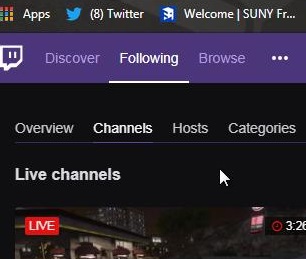 Apps (8) Twitter Welcome | SUNY Fr...
Discover Following Browse
Overview Channels Hosts Categories
Live channels
LIVE 3:26